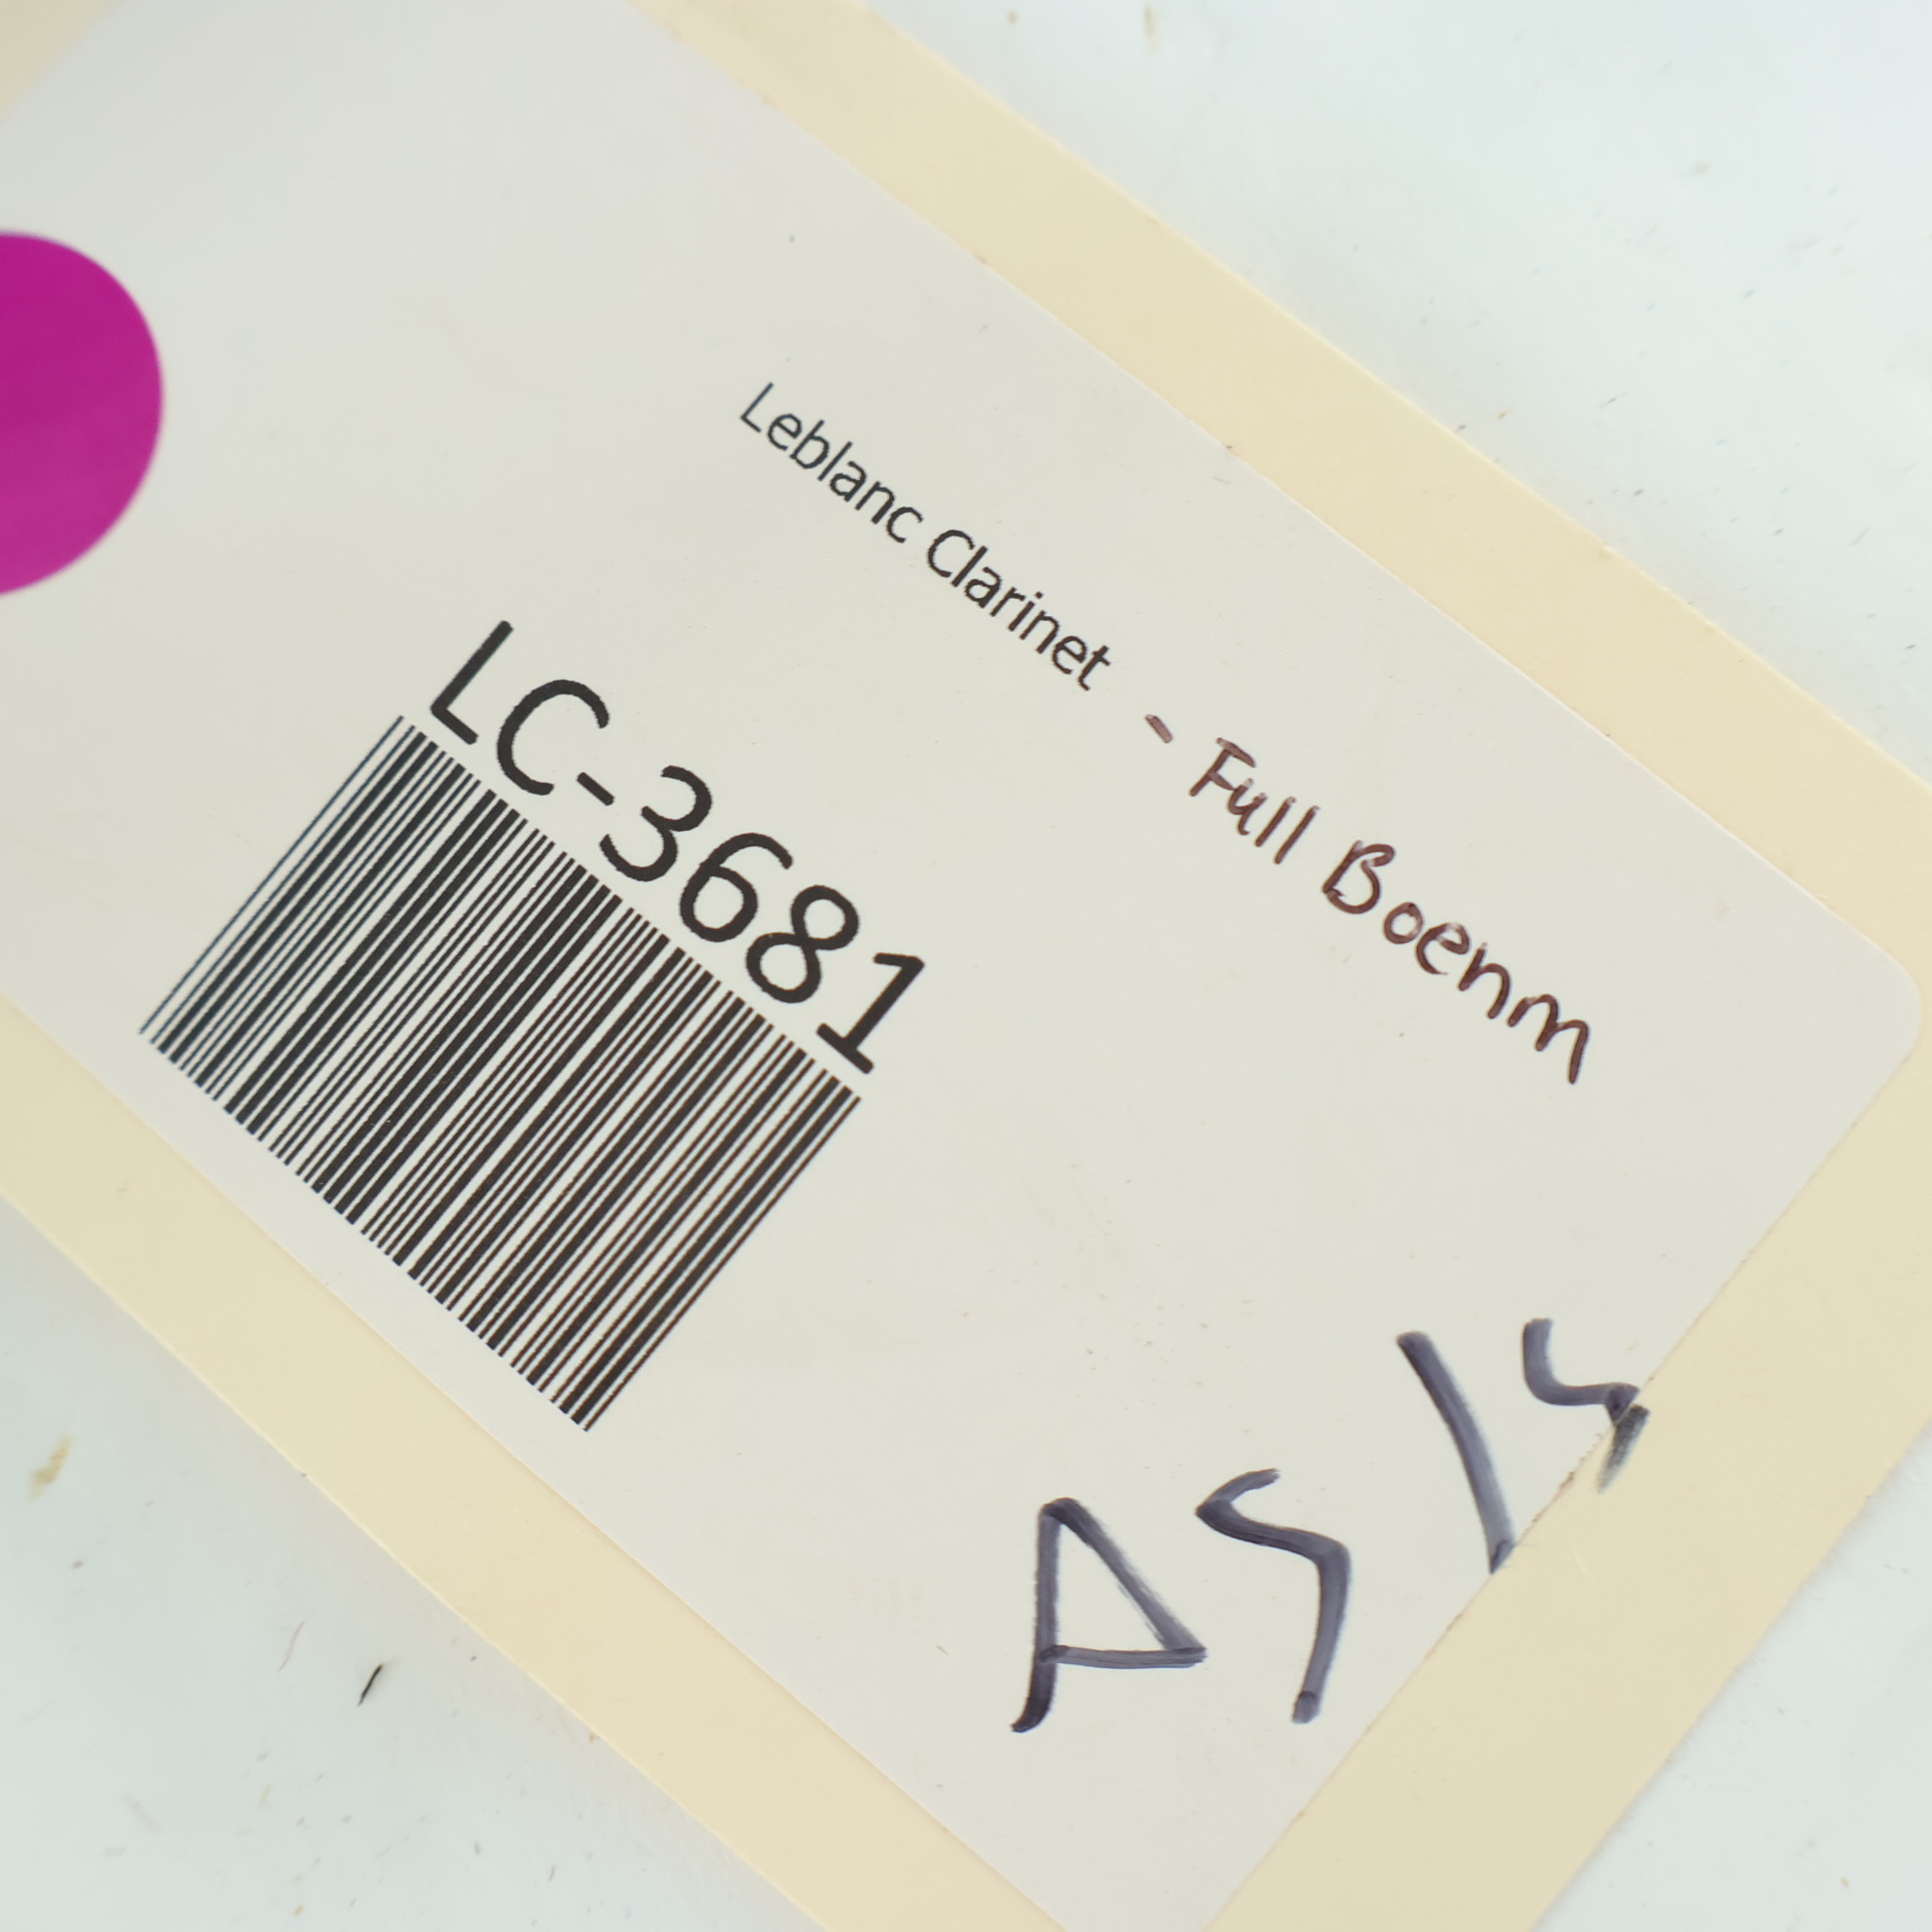 Leblanc Clarinet - Full Boenm
LC-3681
AS IS